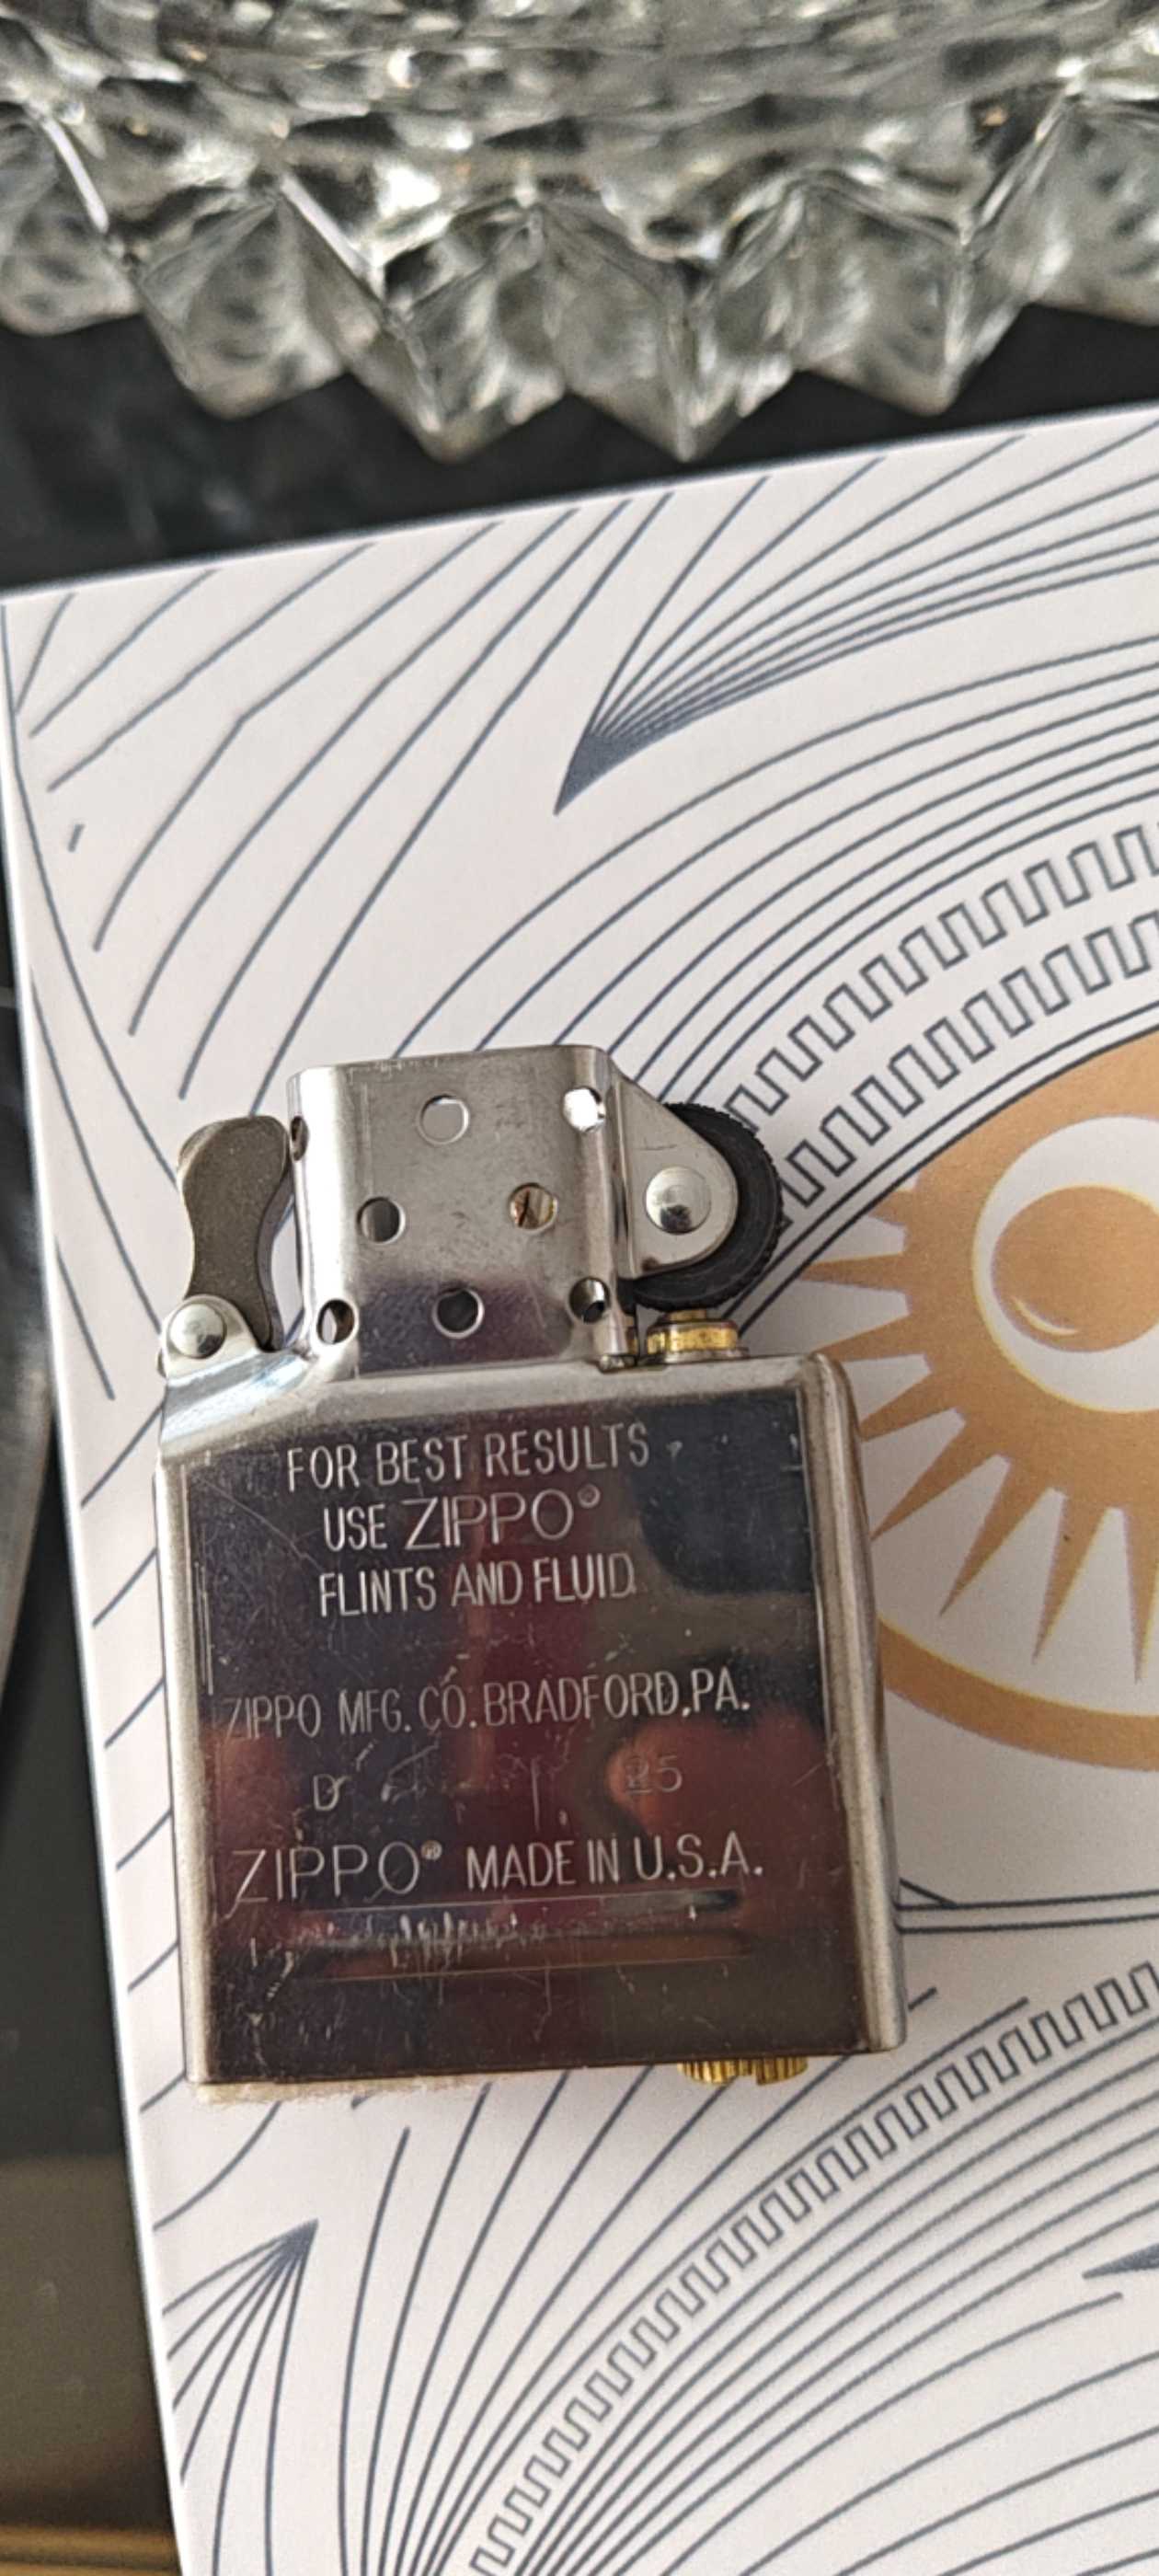 FOR BEST RESULTS
USE ZIPPO®
FLINTS AND FLUID
ZIPPO MFG. CO. BRADFORD, PA.
D 25
ZIPPO® MADE IN U.S.A.